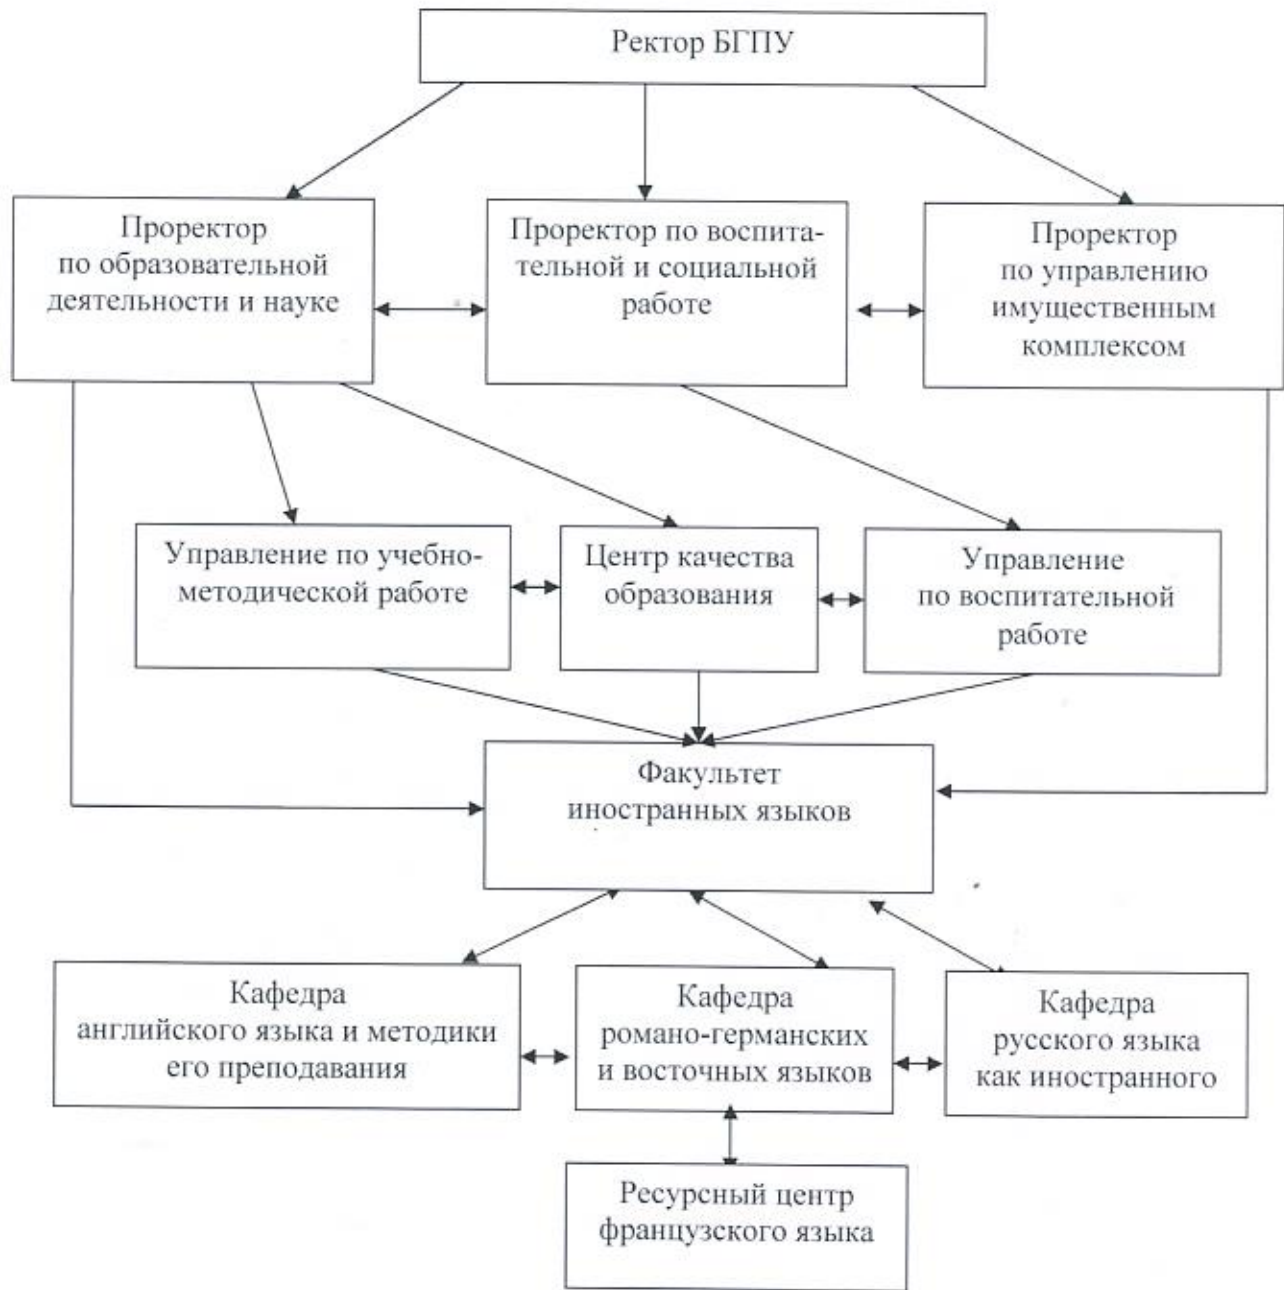 Ректор БГПУ
Проректор
по образовательной
деятельности и науке
Проректор по воспита-
тельной и социальной
работе
Проректор
по управлению
имущественным
комплексом
Управление по учебно-
методической работе
Центр качества
образования
Управление
по воспитательной
работе
Факультет
иностранных языков
Кафедра
английского языка и методики
его преподавания
Кафедра
романо-германских
и восточных языков
Кафедра
русского языка
как иностранного
Ресурсный центр
французского языка